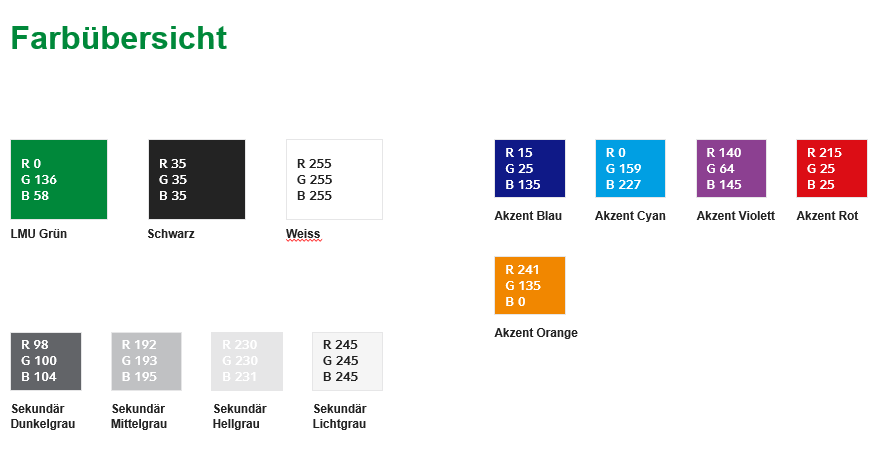 Farbübersicht
R 0
G 136
B 58
LMU Grün
R 35
G 35
B 35
Schwarz
R 255
G 255
B 255
Weiss
R 15
G 25
B 135
Akzent Blau
R 0
G 159
B 227
Akzent Cyan
R 140
G 64
B 145
Akzent Violett
R 215
G 25
B 25
Akzent Rot
R 241
G 135
B 0
Akzent Orange
R 98
G 100
B 104
Sekundär
Dunkelgrau
R 192
G 193
B 195
Sekundär
Mittelgrau
R 230
G 230
B 231
Sekundär
Hellgrau
R 245
G 245
B 245
Sekundär
Lichtgrau